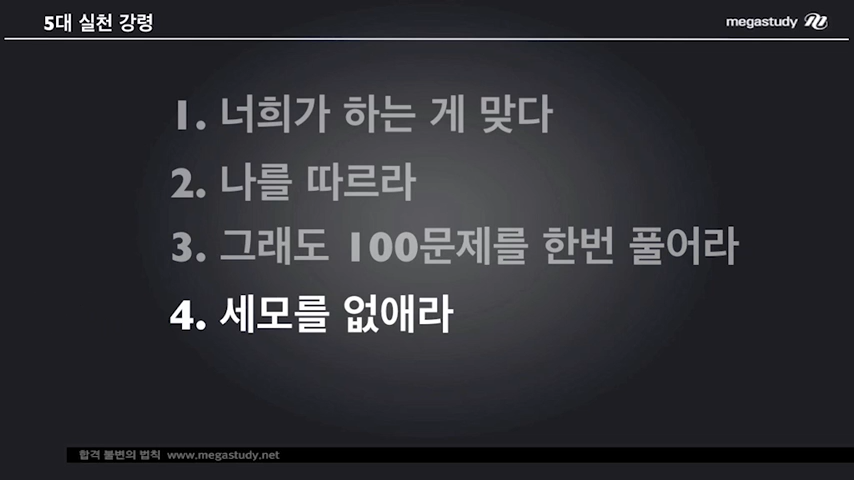 5대 실천 강령
megastudy
1. 너희가 하는 게 맞다
2. 나를 따르라
3. 그래도 100문제를 한번 풀어라
4. 세모를 없애라
합격 불변의 법칙 www.megastudy.net